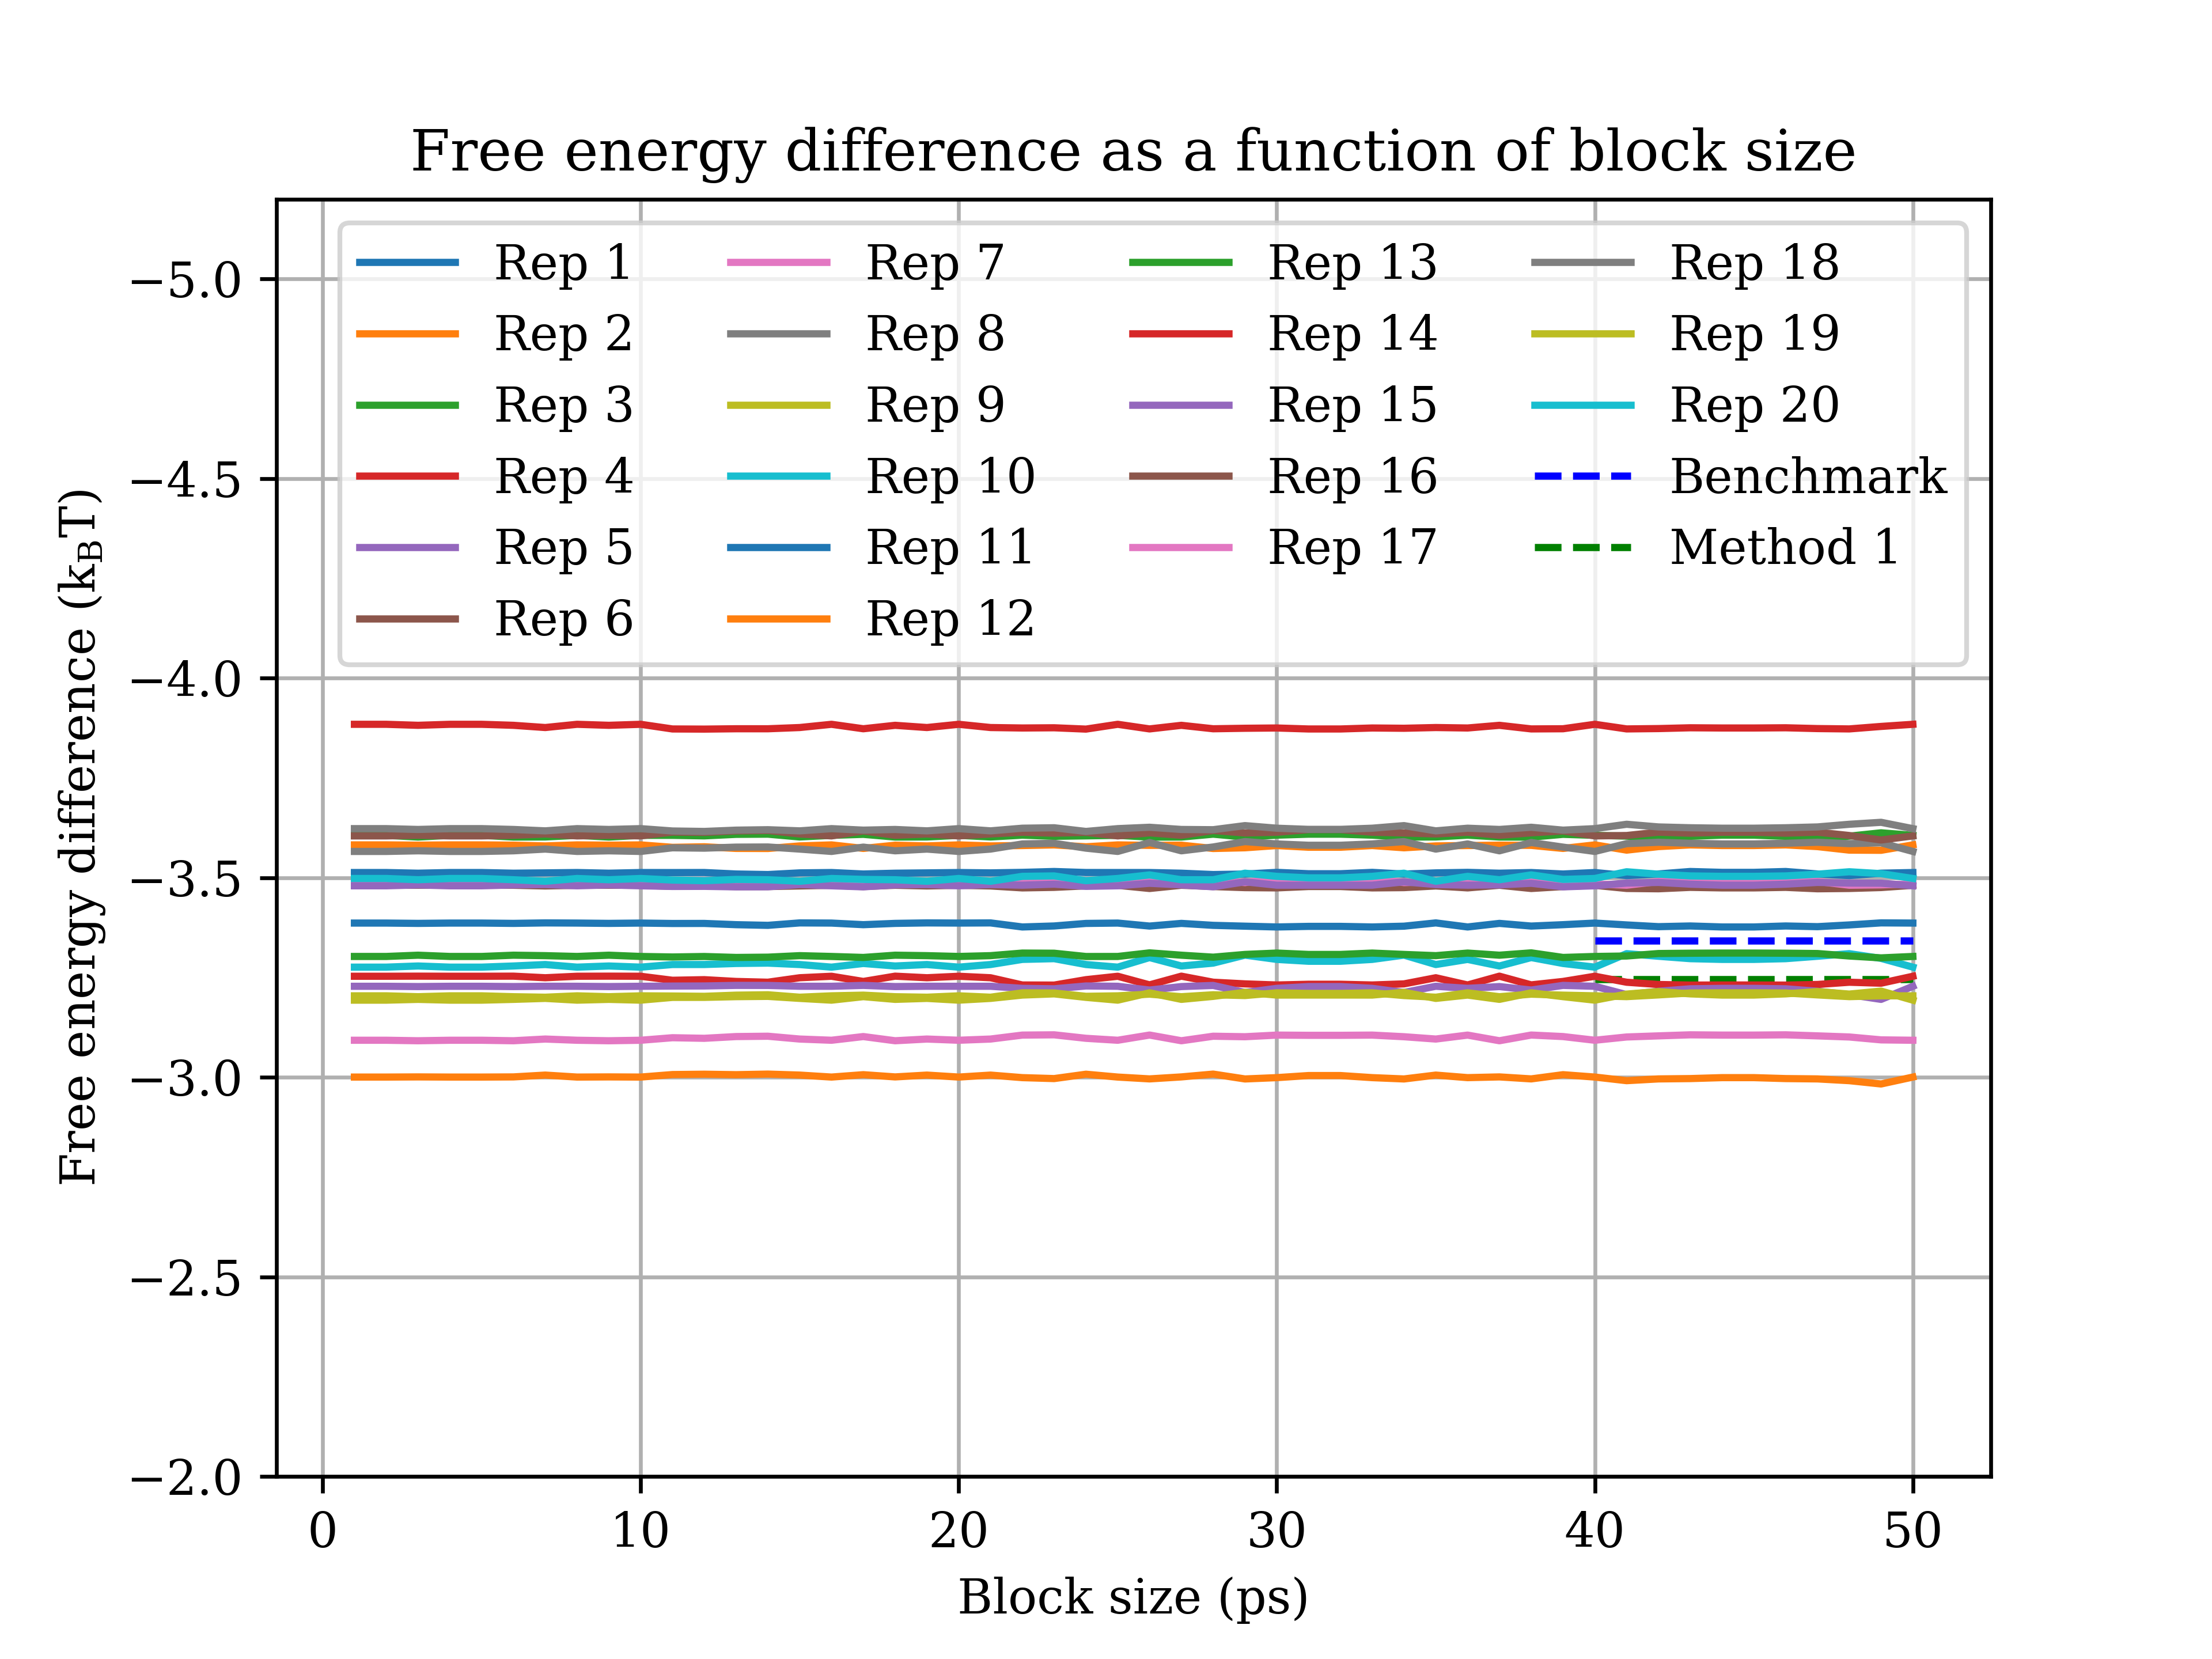 Free energy difference as a function of block size
Free energy difference (k_BT)
−5.0
−4.5
−4.0
−3.5
−3.0
−2.5
−2.0
Rep 1
Rep 2
Rep 3
Rep 4
Rep 5
Rep 6
Rep 7
Rep 8
Rep 9
Rep 10
Rep 11
Rep 12
Rep 13
Rep 14
Rep 15
Rep 16
Rep 17
Rep 18
Rep 19
Rep 20
Benchmark
Method 1
0 10 20 30 40 50
Block size (ps)